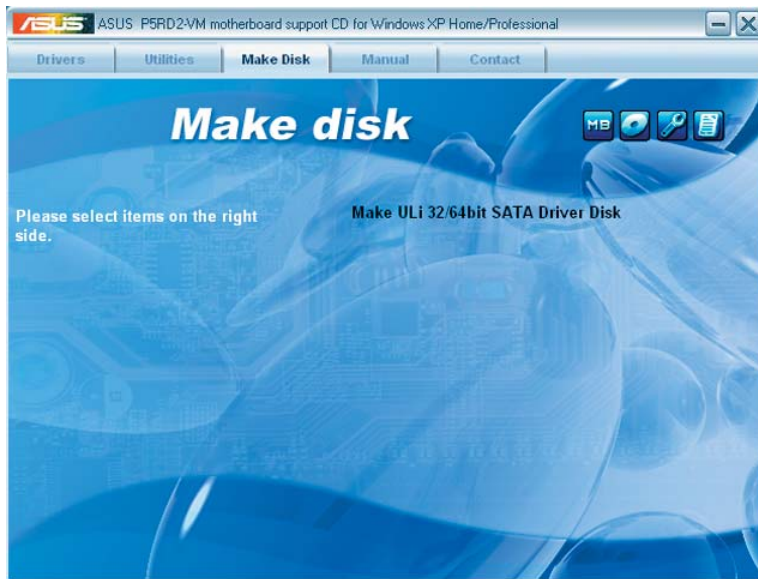 ASUS ASUS P5RD2-VM motherboard support CD for Windows XP Home/Professional
Drivers Utilities Make Disk Manual Contact
Make disk
MB
Please select items on the right
side.
Make ULi 32/64bit SATA Driver Disk